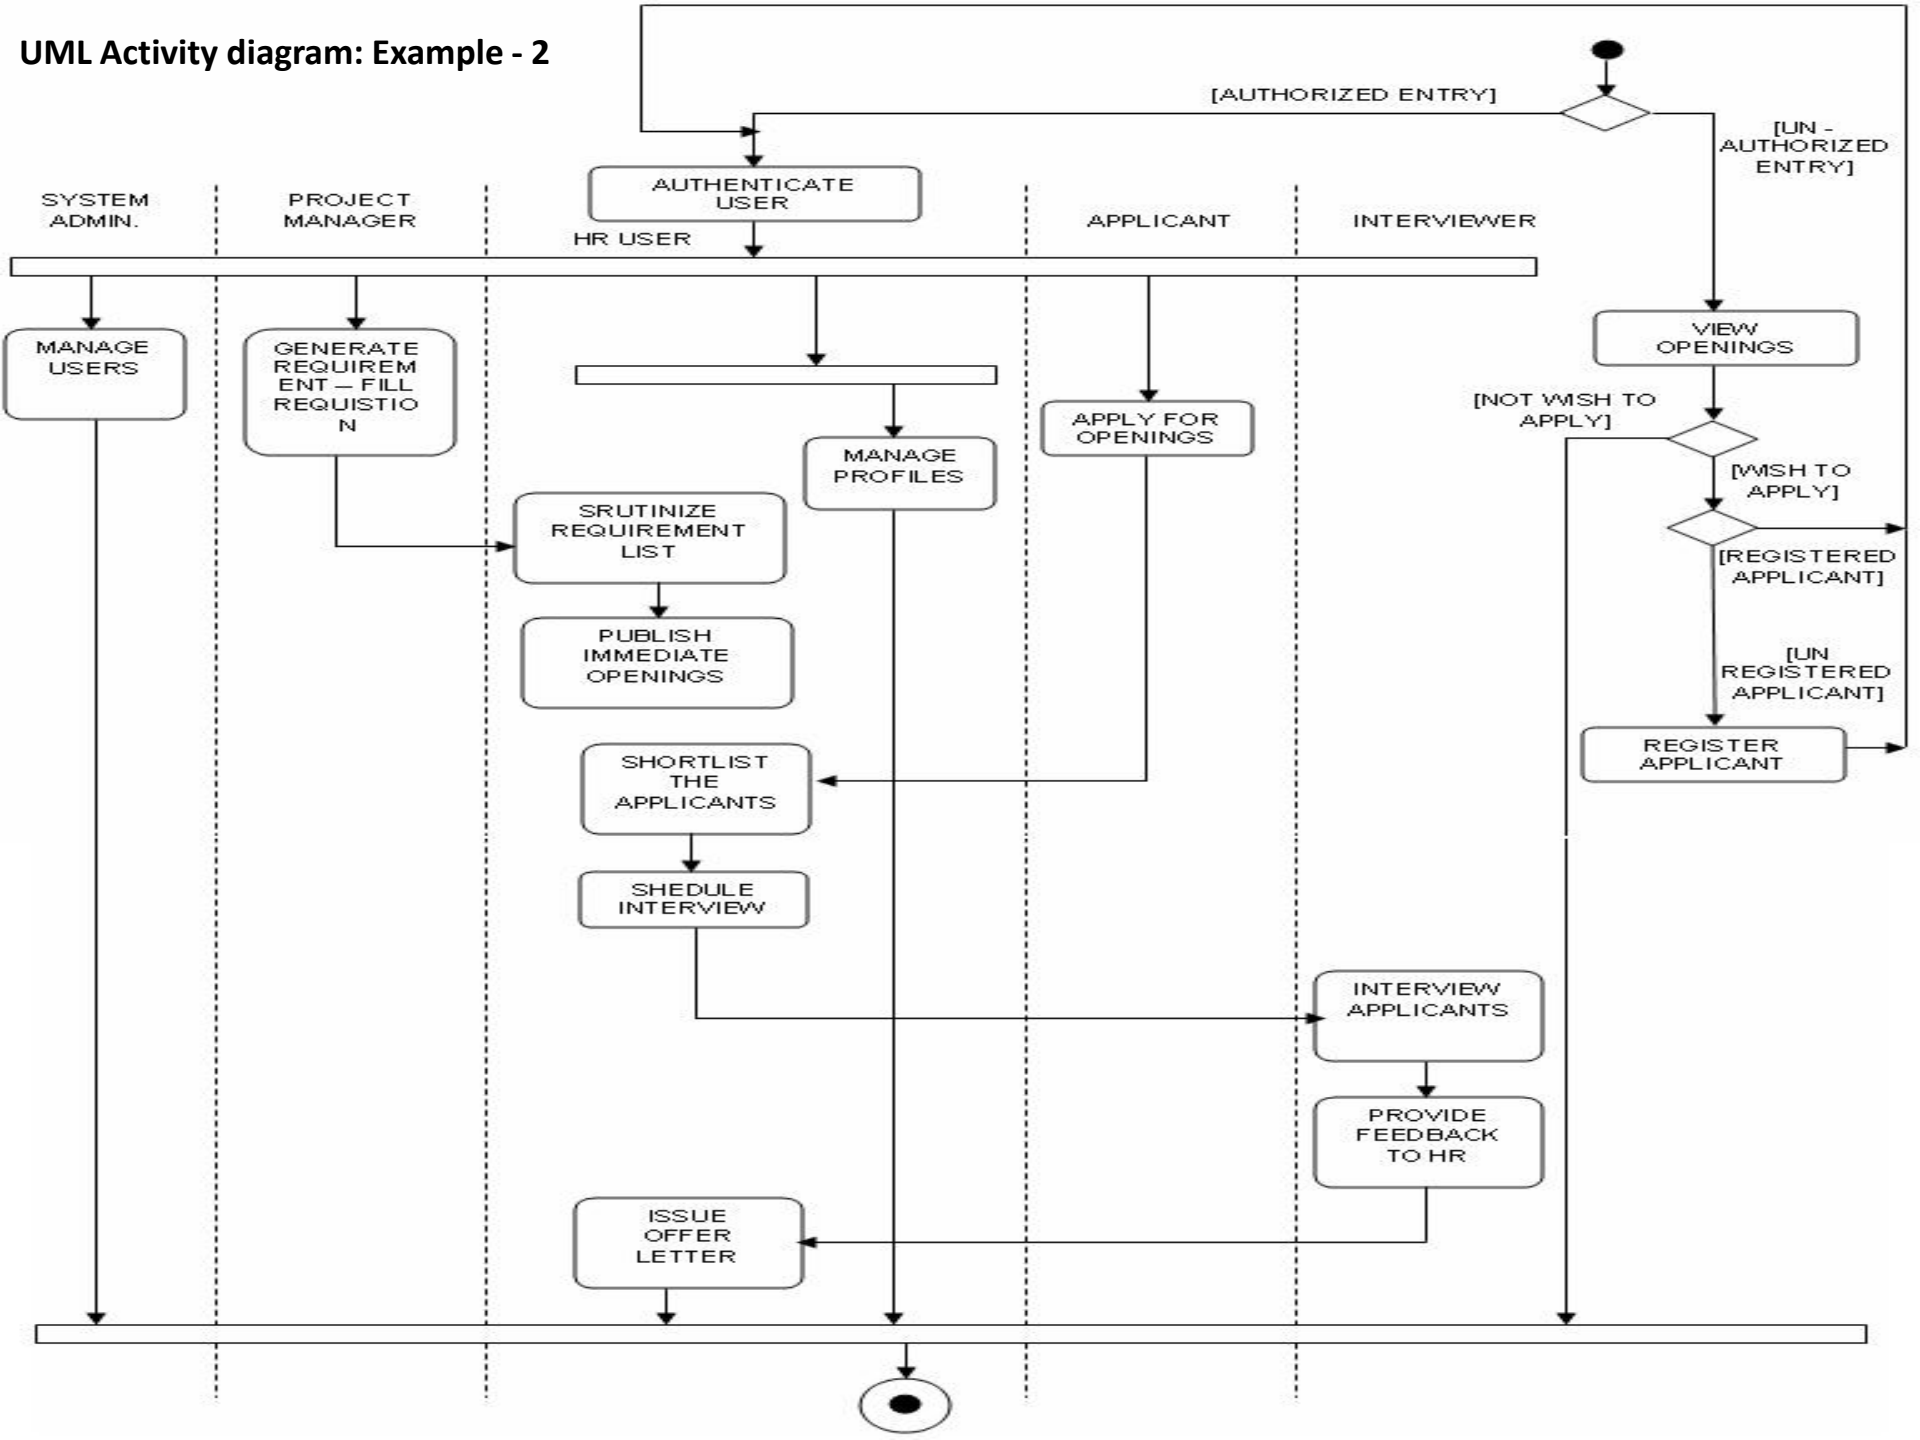 UML Activity diagram: Example - 2
[AUTHORIZED ENTRY]
[UN -
AUTHORIZED
ENTRY]
SYSTEM
ADMIN.
PROJECT
MANAGER
AUTHENTICATE
USER
HR USER
APPLICANT
INTERVIEWER
MANAGE
USERS
GENERATE
REQUIREM
ENT – FILL
REQUISTIO
N
VIEW
OPENINGS
[NOT WISH TO
APPLY]
APPLY FOR
OPENINGS
MANAGE
PROFILES
[WISH TO
APPLY]
SRUTINIZE
REQUIREMENT
LIST
[REGISTERED
APPLICANT]
PUBLISH
IMMEDIATE
OPENINGS
[UN
REGISTERED
APPLICANT]
REGISTER
APPLICANT
SHORTLIST
THE
APPLICANTS
SHEDULE
INTERVIEW
INTERVIEW
APPLICANTS
PROVIDE
FEEDBACK
TO HR
ISSUE
OFFER
LETTER